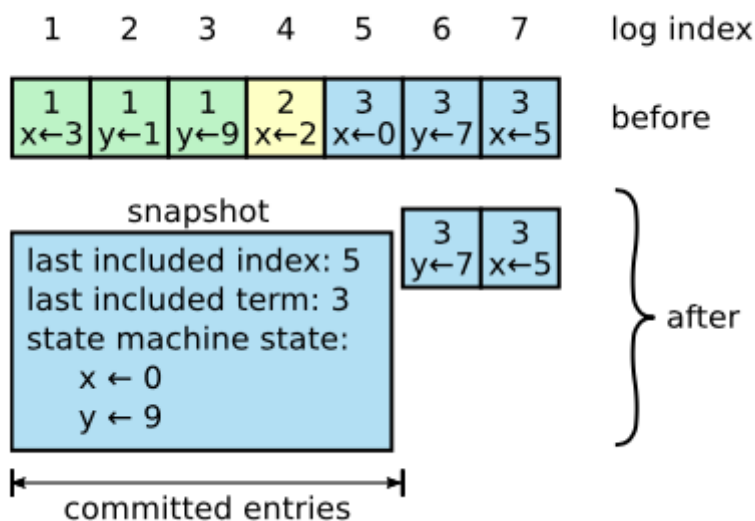 1 2 3 4 5 6 7 log index
1 1 1 2 3 3 3
x←3 y←1 y←9 x←2 x←0 y←7 x←5
before
snapshot
3 3
y←7 x←5
last included index: 5
last included term: 3
state machine state:
x ← 0
y ← 9
after
committed entries